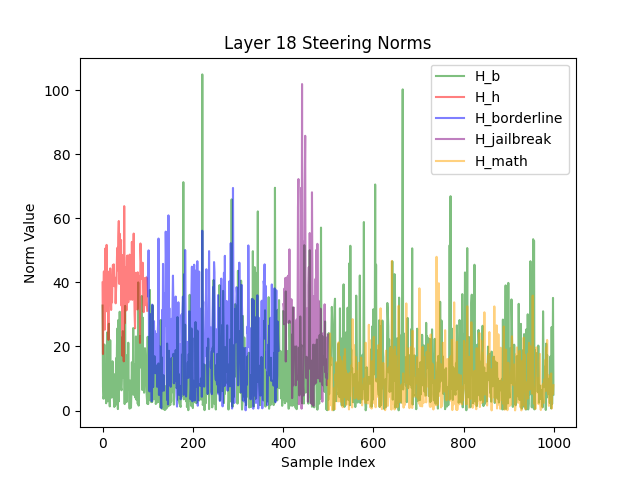 Layer 18 Steering Norms
Norm Value
100
80
60
40
20
0
H_b
H_h
H_borderline
H_jailbreak
H_math
0
200
400
600
800
1000
Sample Index